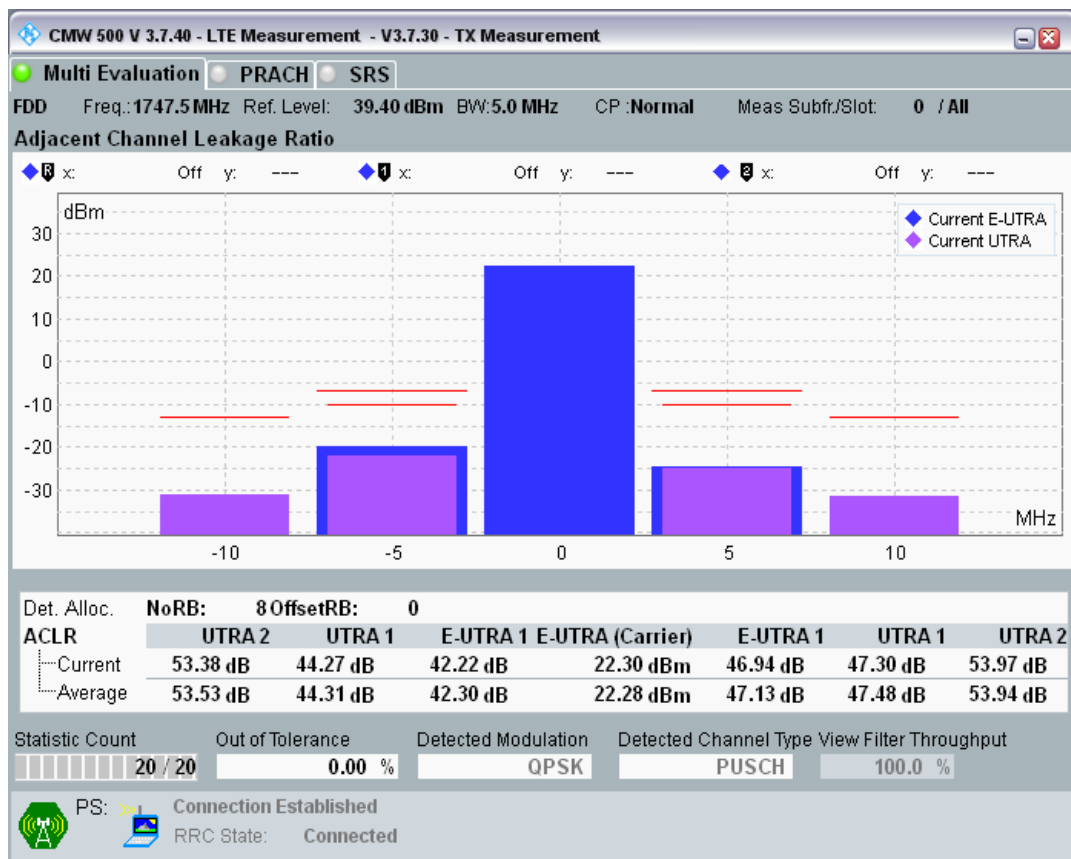 CMW 500 V 3.7.40 - LTE Measurement - V3.7.30 - TX Measurement
Multi Evaluation PRACH SRS
FDD Freq.:1747.5 MHz Ref. Level: 39.40 dBm BW:5.0 MHz CP :Normal Meas Subfr./Slot: 0 / All
Adjacent Channel Leakage Ratio
R x: Off y: --- 1 x: Off y: --- 2 x: Off y: ---
dBm
Current E-UTRA
Current UTRA
30
20
10
0
-10
-20
-30
MHz
-10 -5 0 5 10
Det. Alloc. NoRB: 8 OffsetRB: 0
ACLR UTRA 2 UTRA 1 E-UTRA 1 E-UTRA (Carrier) E-UTRA 1 UTRA 1 UTRA 2
Current 53.38 dB 44.27 dB 42.22 dB 22.30 dBm 46.94 dB 47.30 dB 53.97 dB
Average 53.53 dB 44.31 dB 42.30 dB 22.28 dBm 47.13 dB 47.48 dB 53.94 dB
Statistic Count Out of Tolerance Detected Modulation Detected Channel Type View Filter Throughput
20 / 20 0.00 % QPSK PUSCH 100.0 %
PS: Connection Established
RRC State: Connected